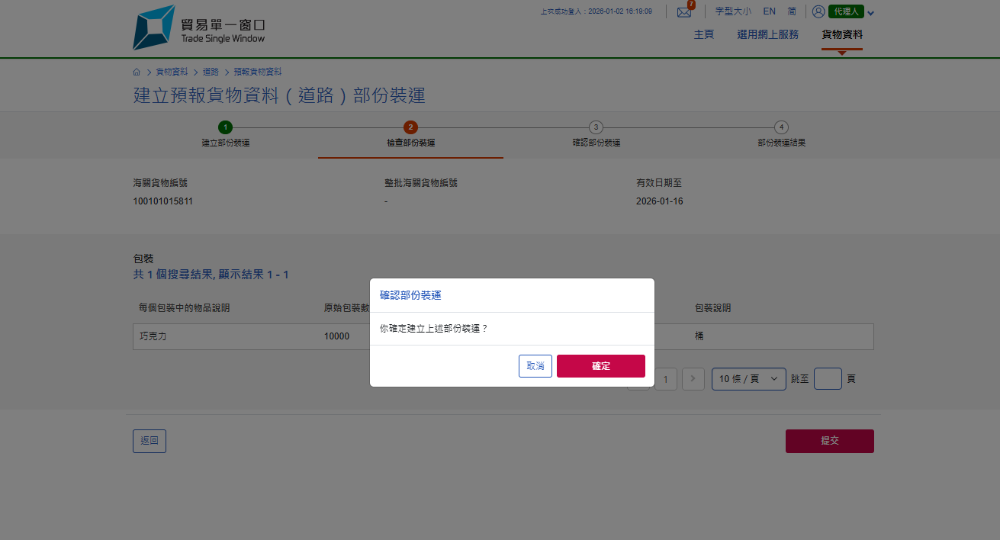 貿易單一窗口
Trade Single Window
上次成功登入 : 2026-01-02 16:19:09
7
字型大小
EN
简
代理人
主頁
選用網上服務
貨物資料
貨物資料
道路
預報貨物資料
建立預報貨物資料 ( 道路 ) 部份裝運
1
2
3
4
建立部份裝運
檢查部份裝運
確認部份裝運
部份裝運結果
海關貨物編號
整批海關貨物編號
有效日期至
100101015811
-
2026-01-16
包裝
共 1 個搜尋結果, 顯示結果 1 - 1
每個包裝中的物品說明
原始包裝數
包裝說明
巧克力
10000
桶
確認部份裝運
你確定建立上述部份裝運？
取消
確定
1
10 條 / 頁
跳至
頁
返回
提交